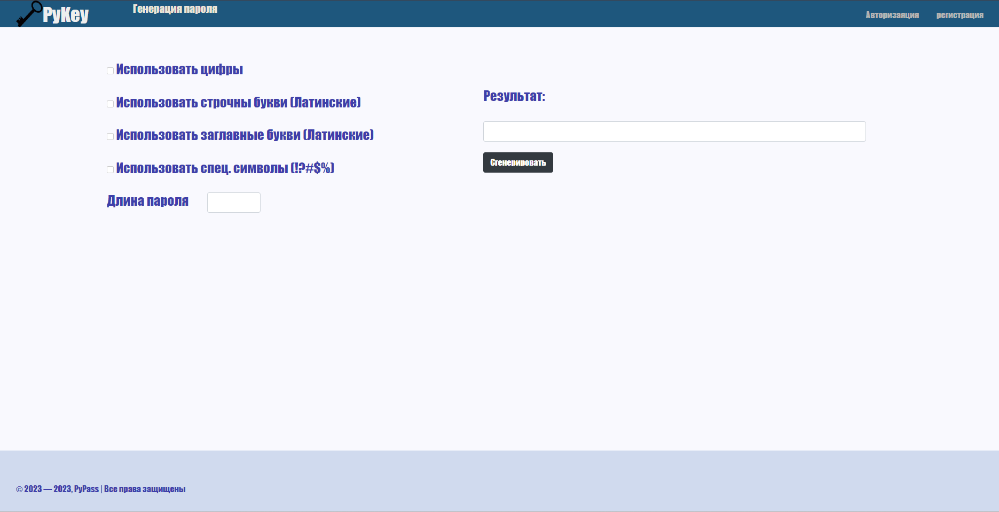 PyKey
Генерация пароля
Авторизаяция
регистрация
Использовать цифры
Использовать строчны букви (Латинские)
Использовать заглавные букви (Латинские)
Использовать спец. символы (!?#$%)
Длина пароля
Результат:
Сгенерировать
© 2023 — 2023, PyPass | Все права защищены